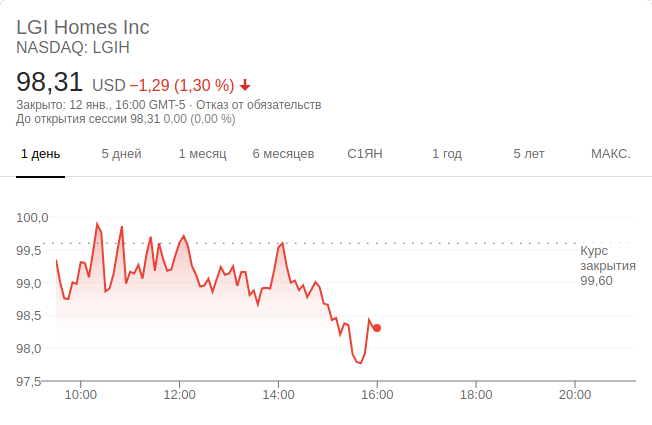 LGI Homes Inc
NASDAQ: LGIH
98,31 USD −1,29 (1,30 %)
Закрыто: 12 янв., 16:00 GMT-5 · Отказ от обязательств
До открытия сессии 98,31 0,00 (0,00 %)
1 день 5 дней 1 месяц 6 месяцев С1ЯН 1 год 5 лет МАКС.
100,0
99,5
99,0
98,5
98,0
97,5
Курс
закрытия
99,60
10:00 12:00 14:00 16:00 18:00 20:00